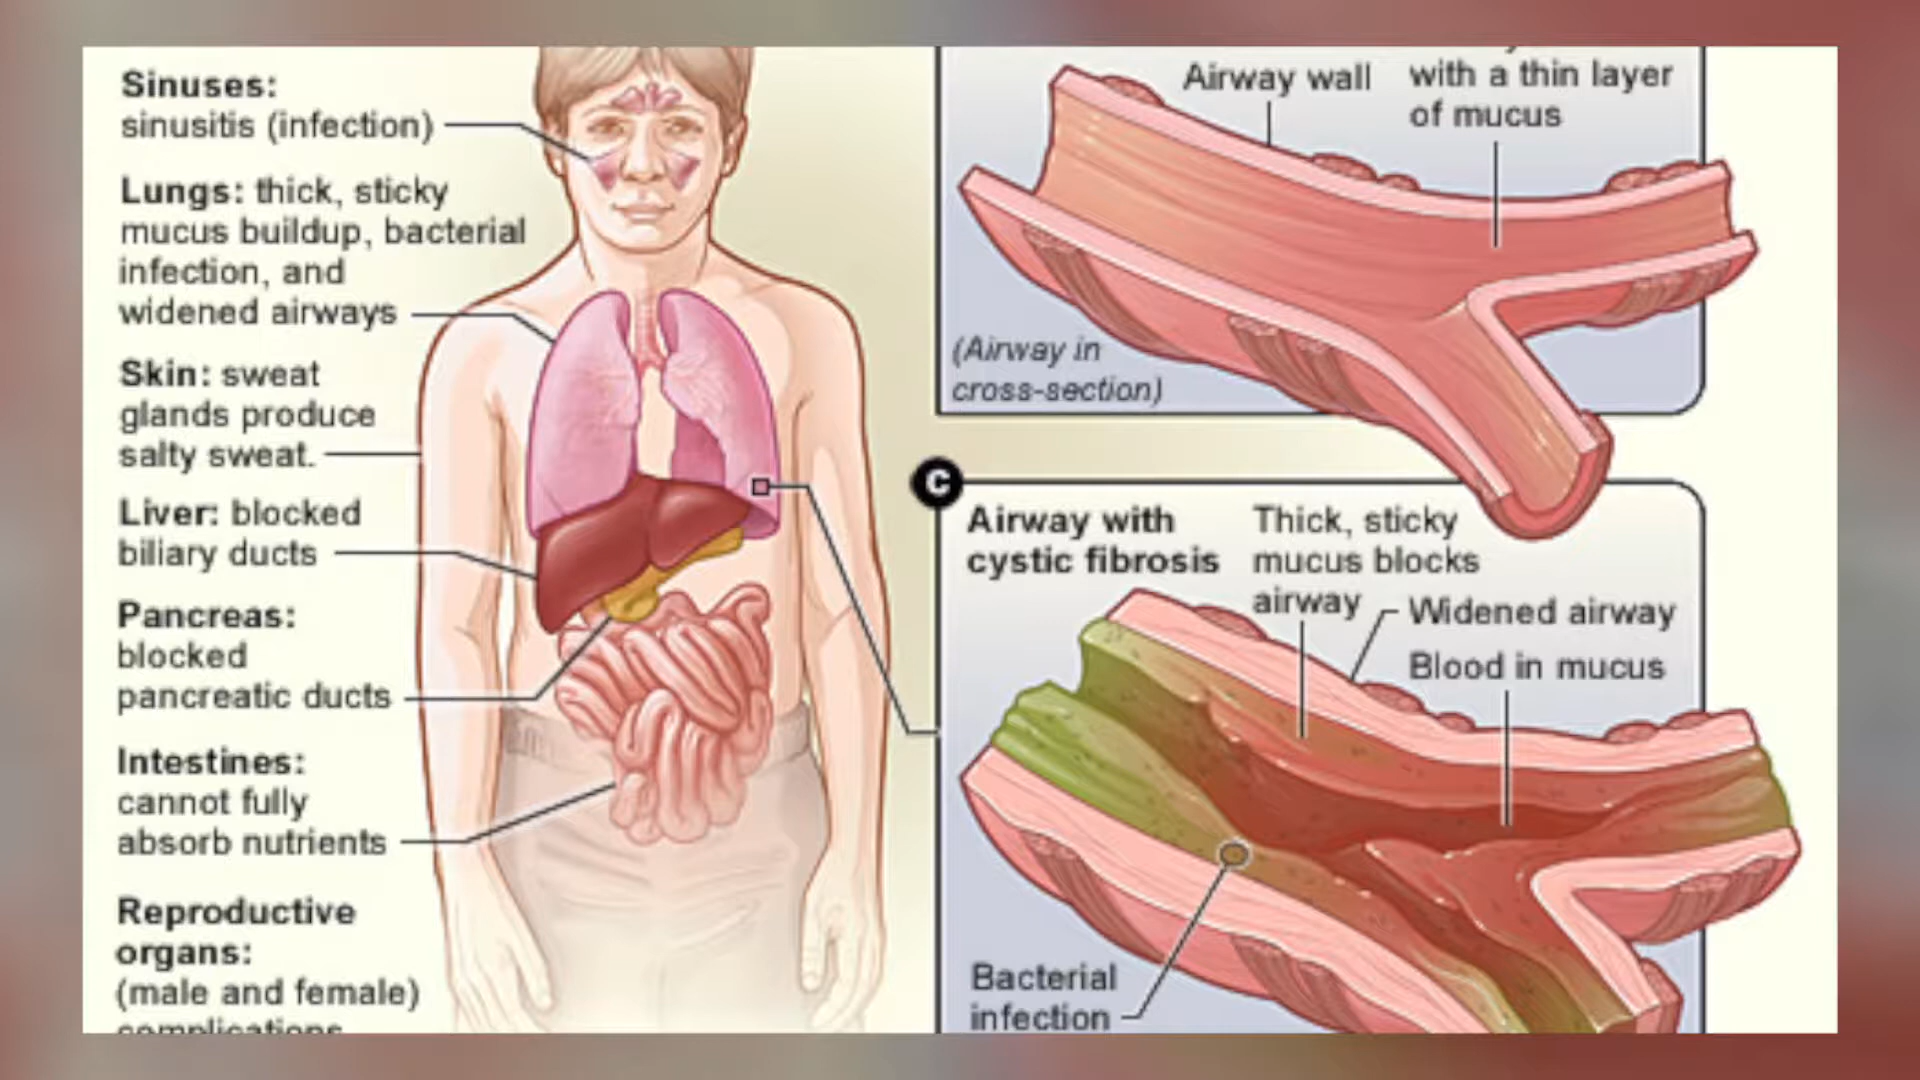 Sinuses:
sinusitis (infection)
Lungs: thick, sticky
mucus buildup, bacterial
infection, and
widened airways
Skin: sweat
glands produce
salty sweat.
Liver: blocked
biliary ducts
Pancreas:
blocked
pancreatic ducts
Intestines:
cannot fully
absorb nutrients
Reproductive
organs:
(male and female)
complications
Airway wall
with a thin layer
of mucus
(Airway in
cross-section)
C
Airway with
cystic fibrosis
Thick, sticky
mucus blocks
airway
Widened airway
Blood in mucus
Bacterial
infection